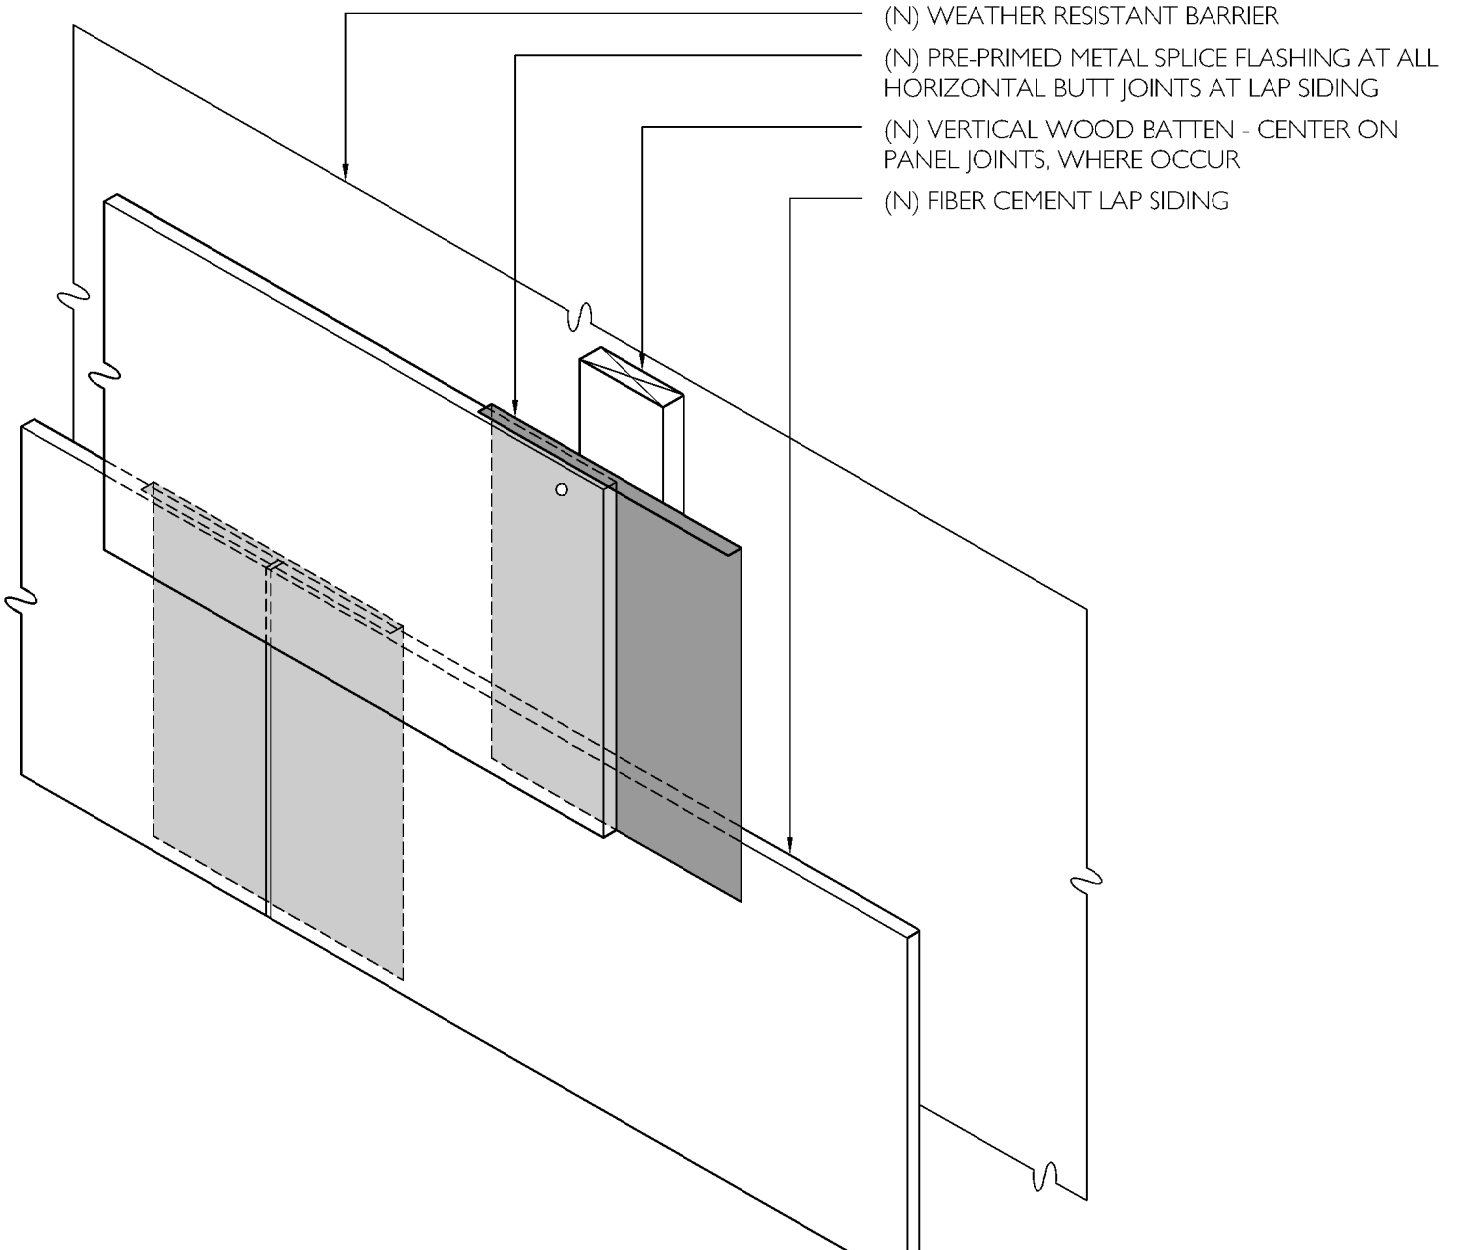 (N) WEATHER RESISTANT BARRIER
(N) PRE-PRIMED METAL SPLICE FLASHING AT ALL
HORIZONTAL BUTT JOINTS AT LAP SIDING
(N) VERTICAL WOOD BATTEN - CENTER ON
PANEL JOINTS, WHERE OCCUR
(N) FIBER CEMENT LAP SIDING